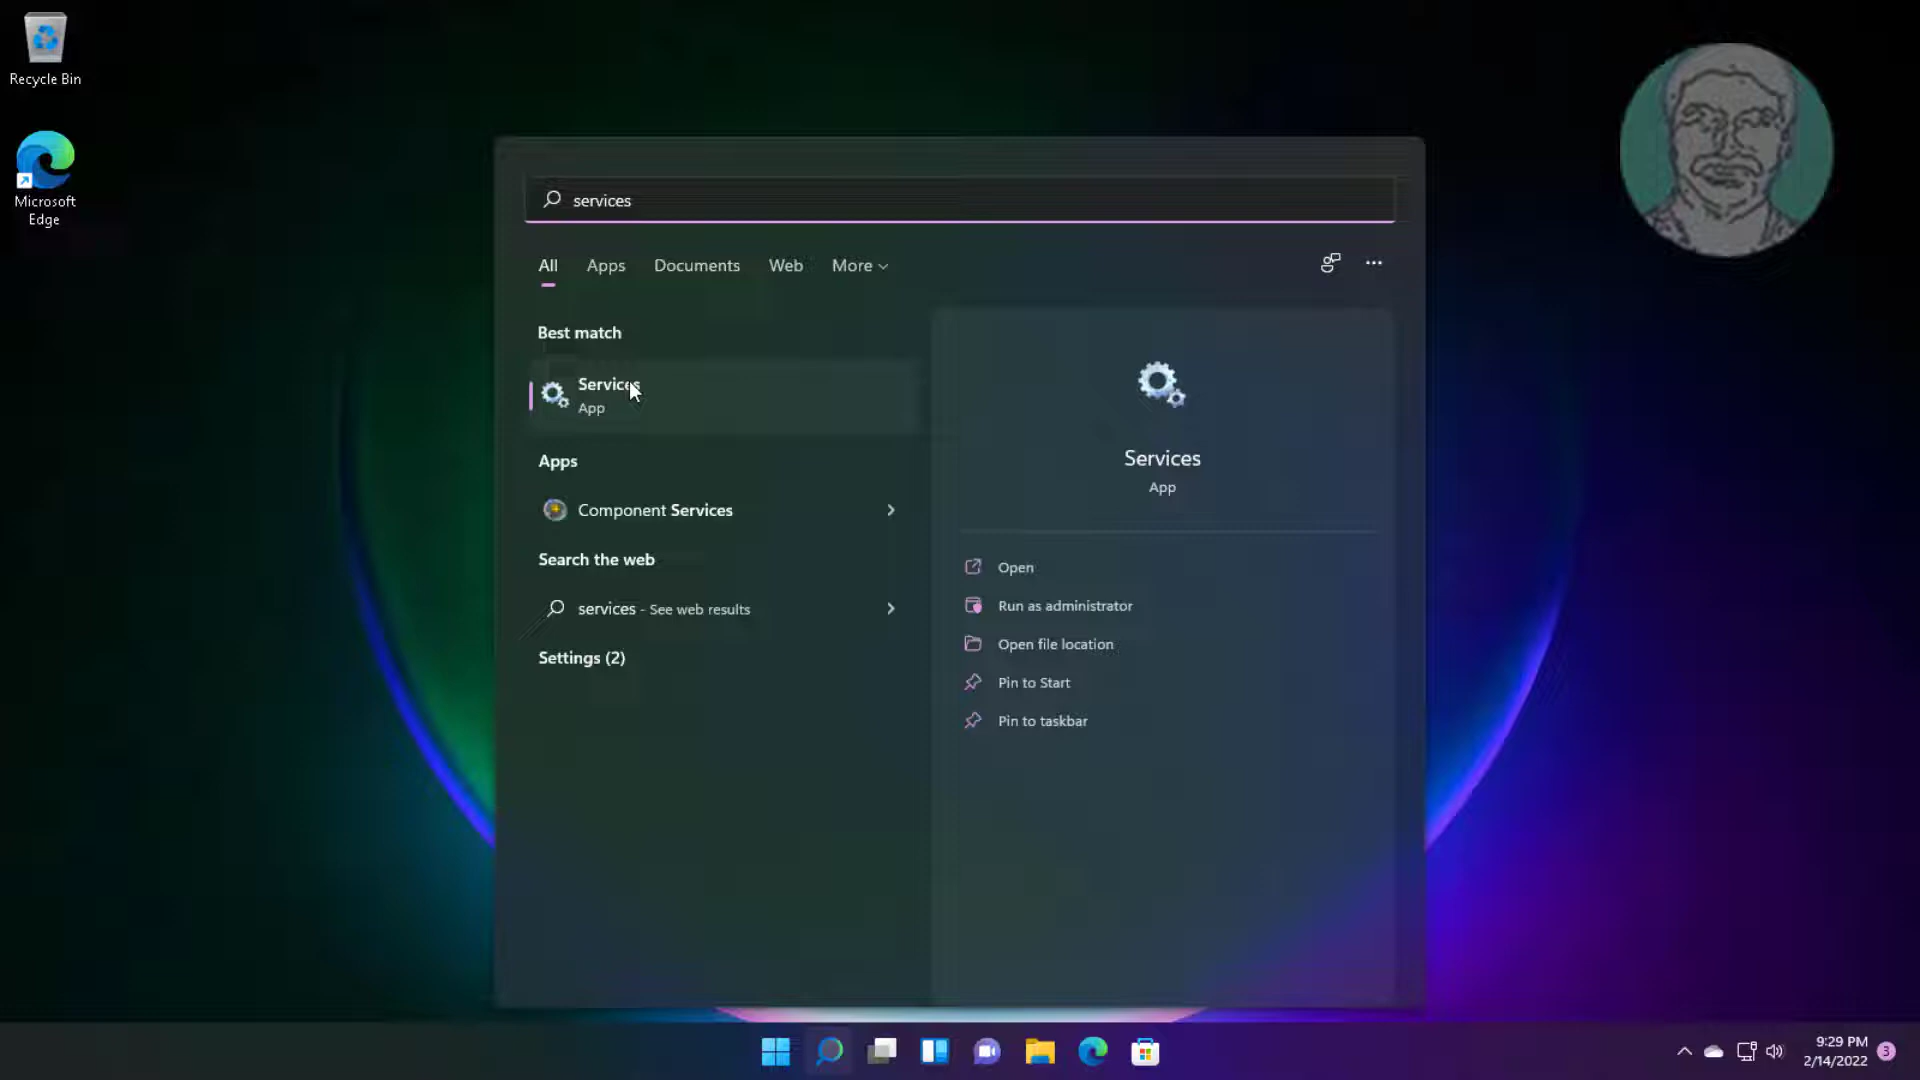 Recycle Bin
Microsoft
Edge
services
All Apps Documents Web More
Best match
Services
App
Apps
Component Services
Search the web
services - See web results
Settings (2)
Services
App
Open
Run as administrator
Open file location
Pin to Start
Pin to taskbar
9:29 PM
2/14/2022
3